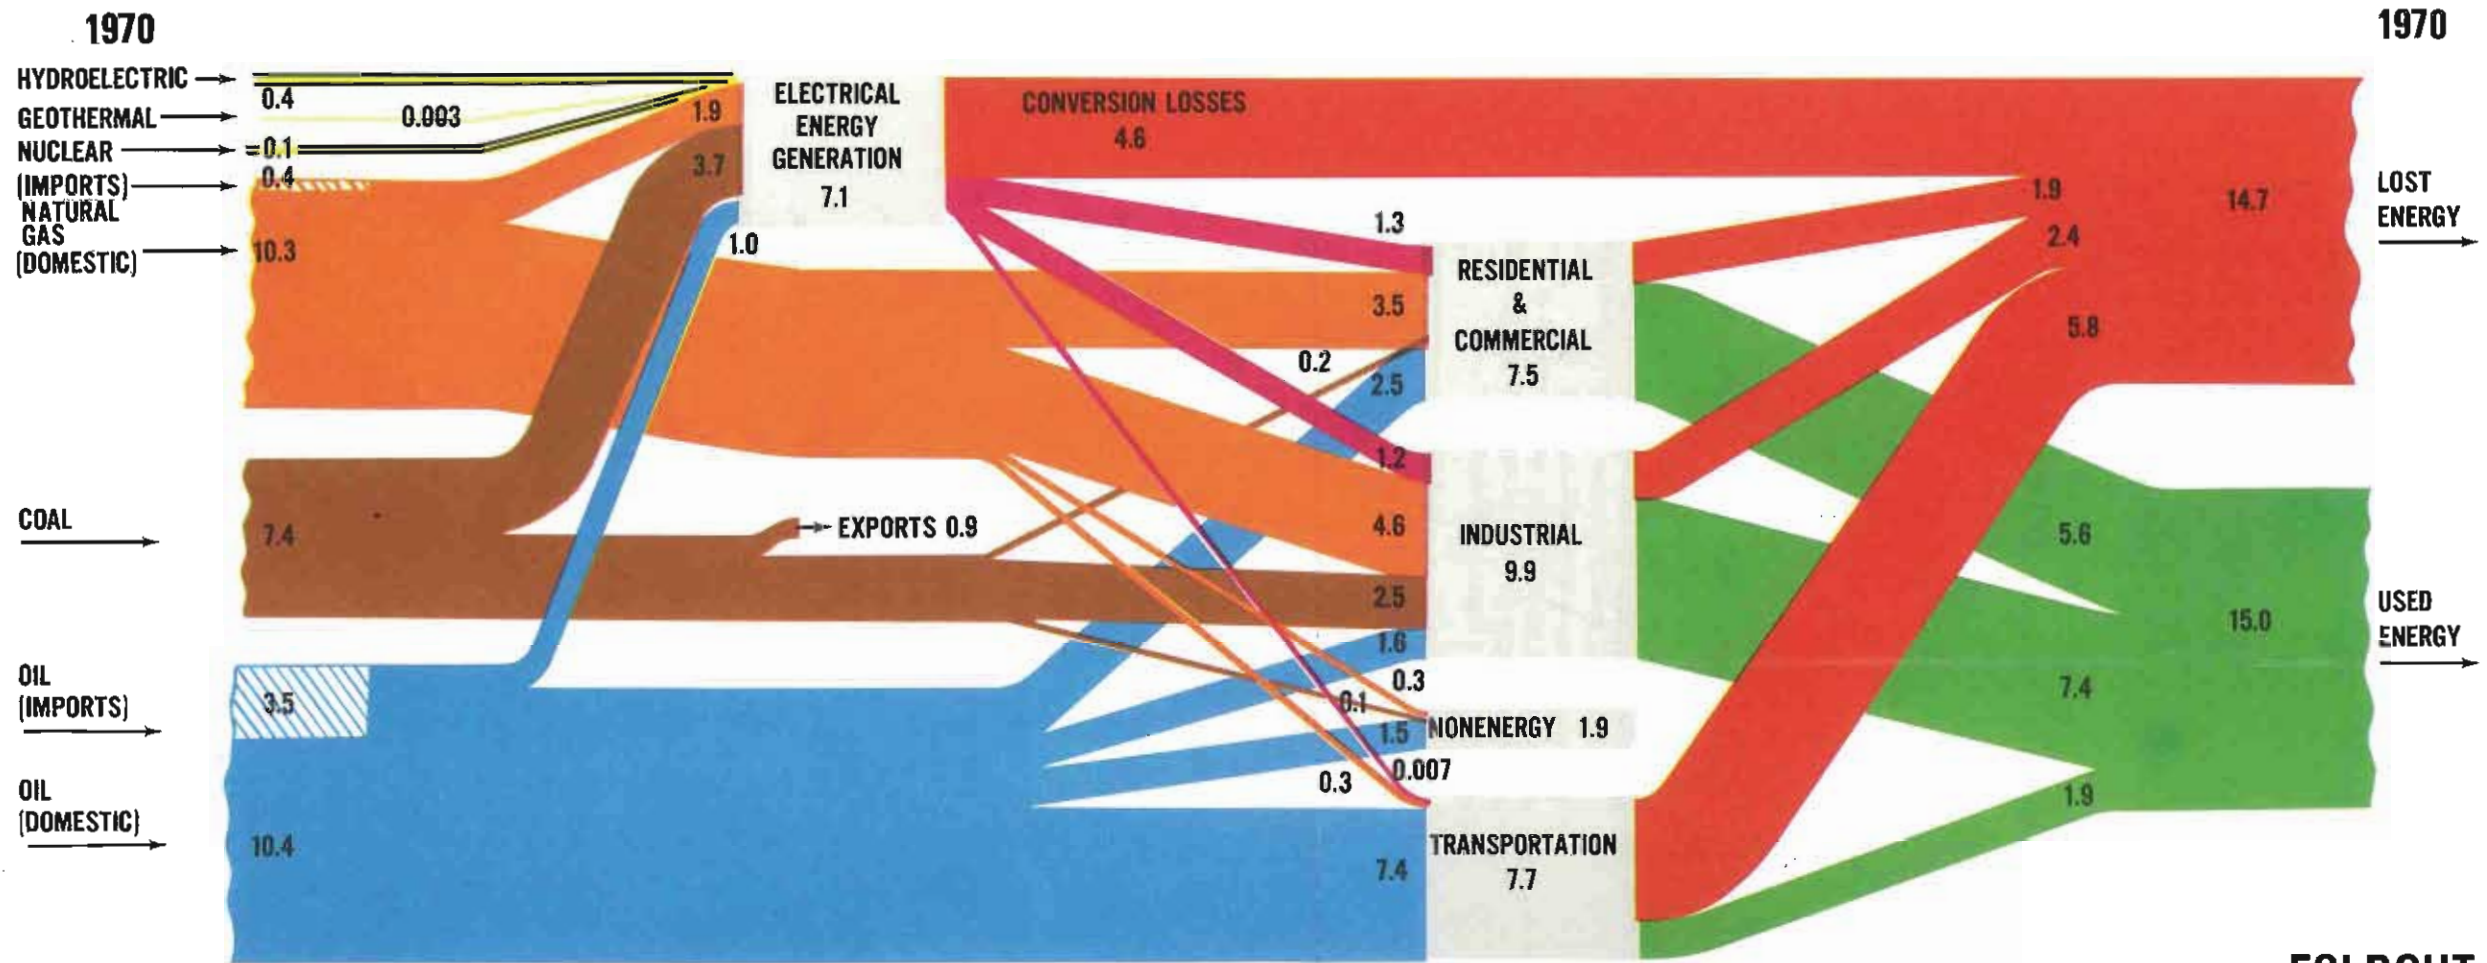 1970
1970
HYDROELECTRIC
0.4
GEOTHERMAL
0.003
NUCLEAR
0.1
(IMPORTS)
0.4
NATURAL
GAS
(DOMESTIC)
10.3
COAL
7.4
OIL
(IMPORTS)
3.5
OIL
(DOMESTIC)
10.4
1.9
3.7
1.0
ELECTRICAL
ENERGY
GENERATION
7.1
EXPORTS 0.9
CONVERSION LOSSES
4.6
1.3
3.5
0.2
2.5
1.2
4.6
2.5
1.6
0.3
0.1
1.5
0.007
0.3
7.4
RESIDENTIAL
&
COMMERCIAL
7.5
INDUSTRIAL
9.9
NONENERGY 1.9
TRANSPORTATION
7.7
1.9
2.4
5.8
14.7
5.6
7.4
1.9
15.0
LOST
ENERGY
USED
ENERGY